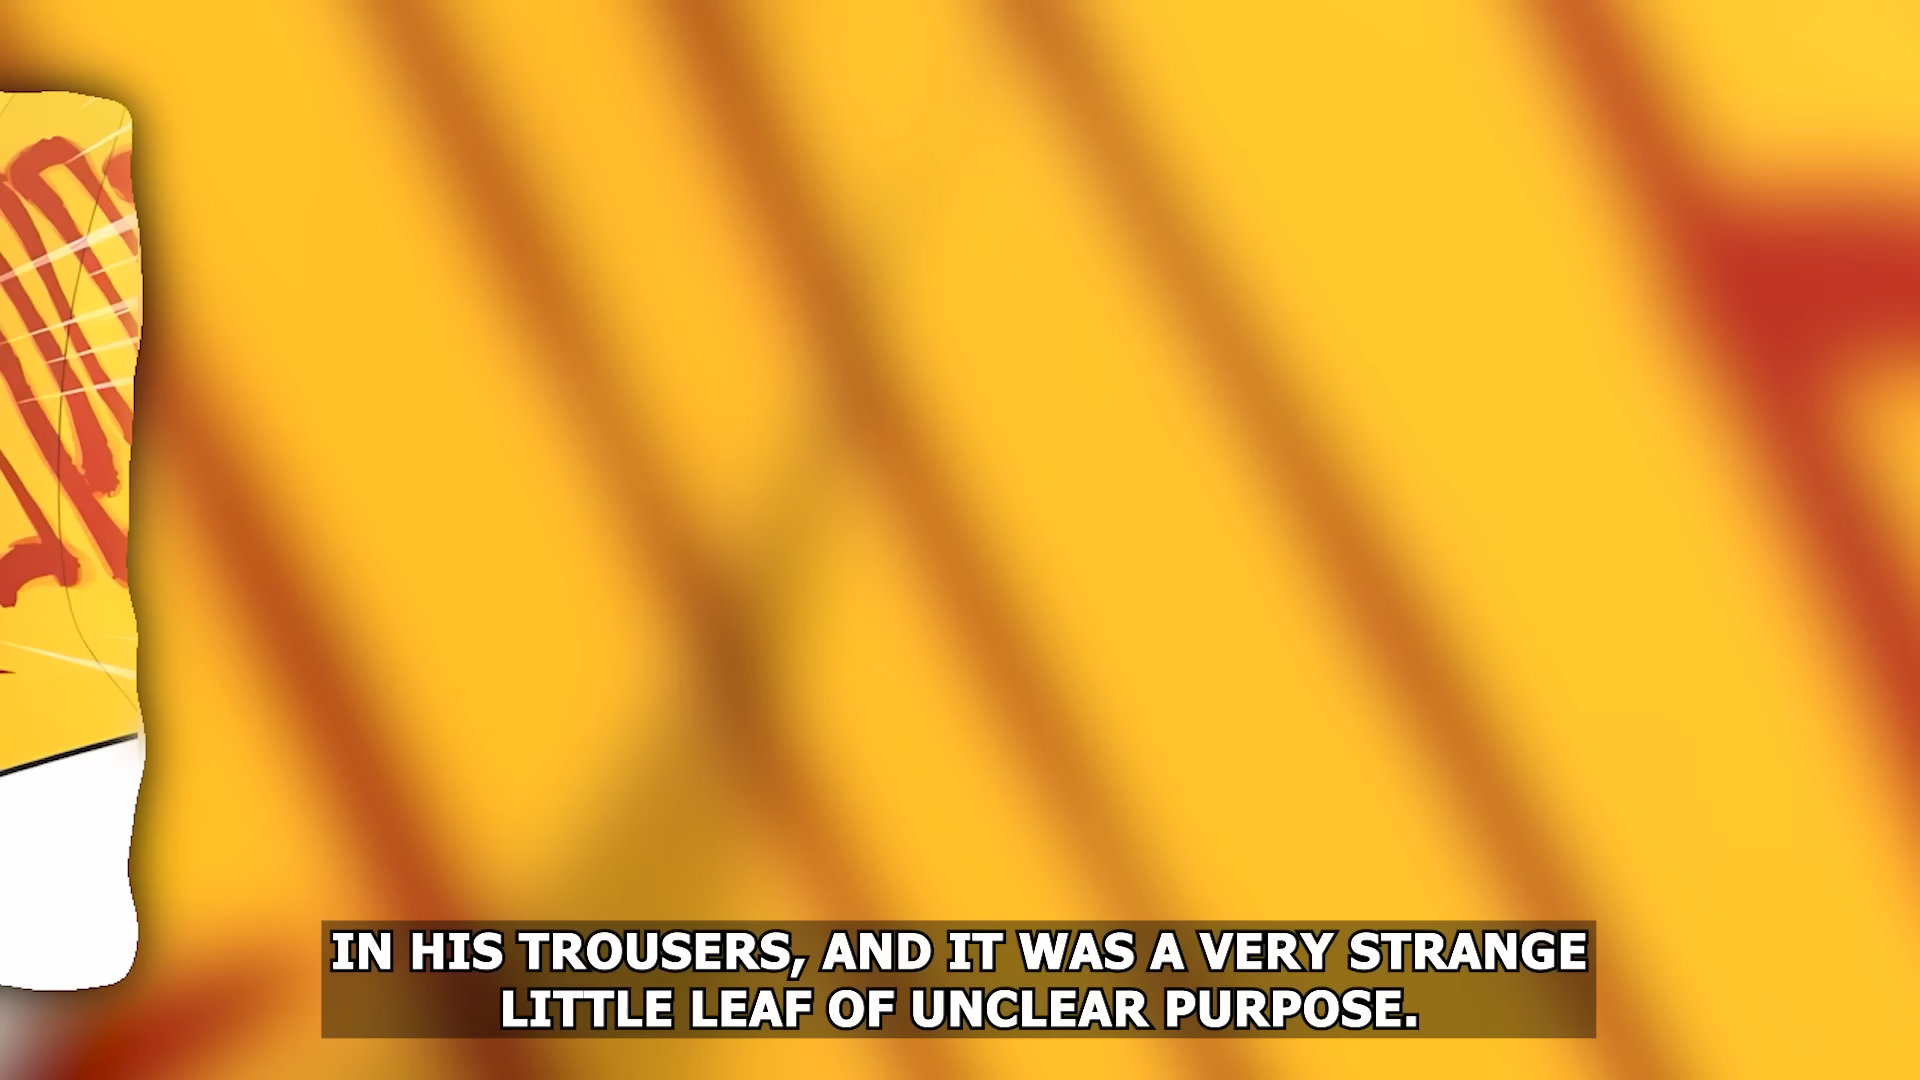 IN HIS TROUSERS, AND IT WAS A VERY STRANGE
LITTLE LEAF OF UNCLEAR PURPOSE.